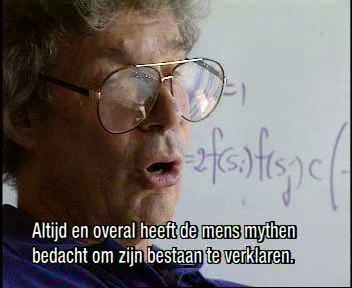 =1
=2f(si)f(sj)c(
Altijd en overal heeft de mens mythen
bedacht om zijn bestaan te verklaren.